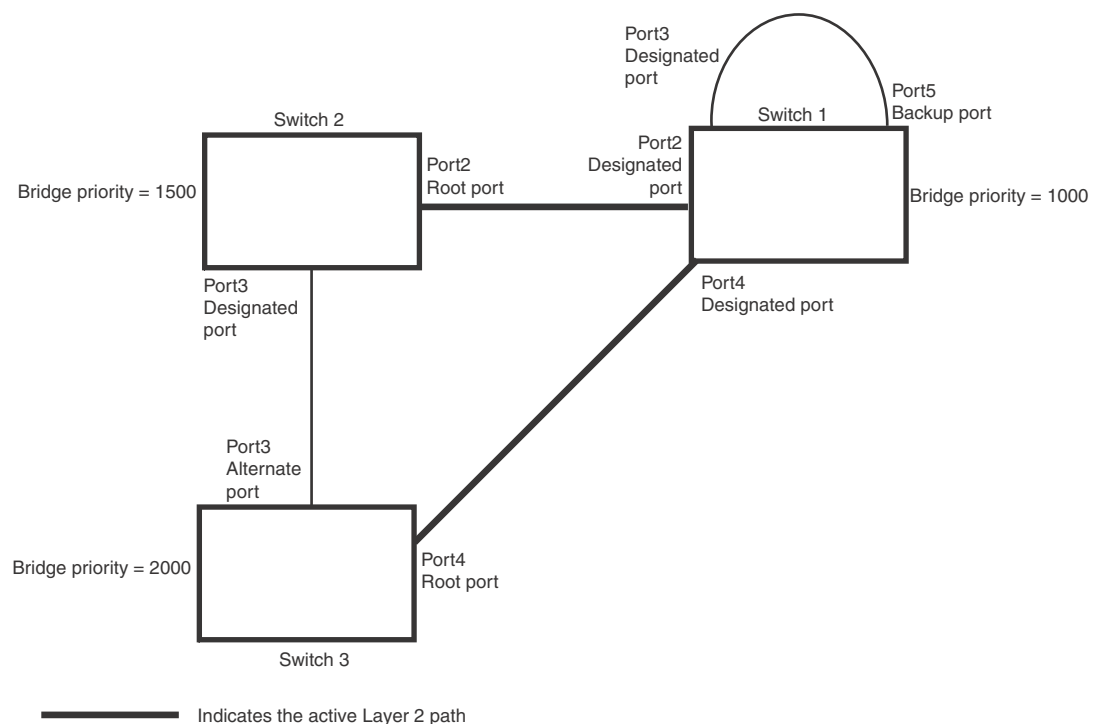 Port3
Designated
port
Port5
Backup port
Switch 1
Switch 2
Port2
Root port
Port2
Designated
port
Bridge priority = 1500
Bridge priority = 1000
Port3
Designated
port
Port4
Designated port
Port3
Alternate
port
Bridge priority = 2000
Port4
Root port
Switch 3
Indicates the active Layer 2 path